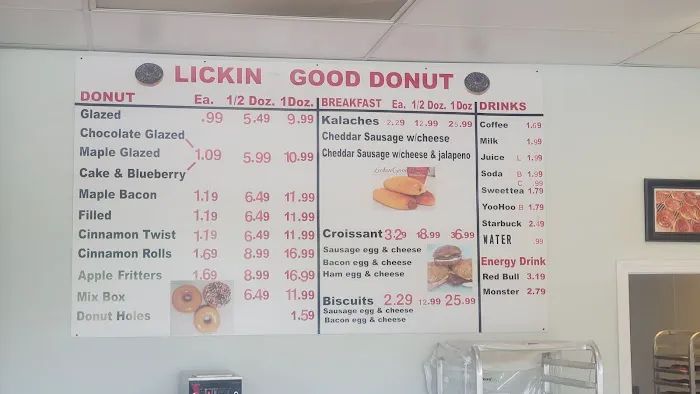 LICKIN GOOD DONUT
DONUT Ea. 1/2 Doz. 1Doz.
Glazed .99 5.49 9.99
Chocolate Glazed
Maple Glazed 1.09 5.99 10.99
Cake & Blueberry
Maple Bacon 1.19 6.49 11.99
Filled 1.19 6.49 11.99
Cinnamon Twist 1.19 6.49 11.99
Cinnamon Rolls 1.69 8.99 16.99
Apple Fritters 1.69 8.99 16.99
Mix Box 6.49 11.99
Donut Holes 1.59
BREAKFAST Ea. 1/2 Doz. 1Doz
Kalaches 2.29 12.99 25.99
Cheddar Sausage w/cheese
Cheddar Sausage w/cheese & jalapeno
Croissant 3.29 18.99 36.99
Sausage egg & cheese
Bacon egg & cheese
Ham egg & cheese
Biscuits 2.29 12.99 25.99
Sausage egg & cheese
Bacon egg & cheese
DRINKS
Coffee 1.69
Milk 1.99
Juice L 1.99
Soda B 1.99
C .99
Sweettea 1.79
YooHoo B 1.79
Starbuck 2.49
WATER .99
Energy Drink
Red Bull 3.19
Monster 2.79